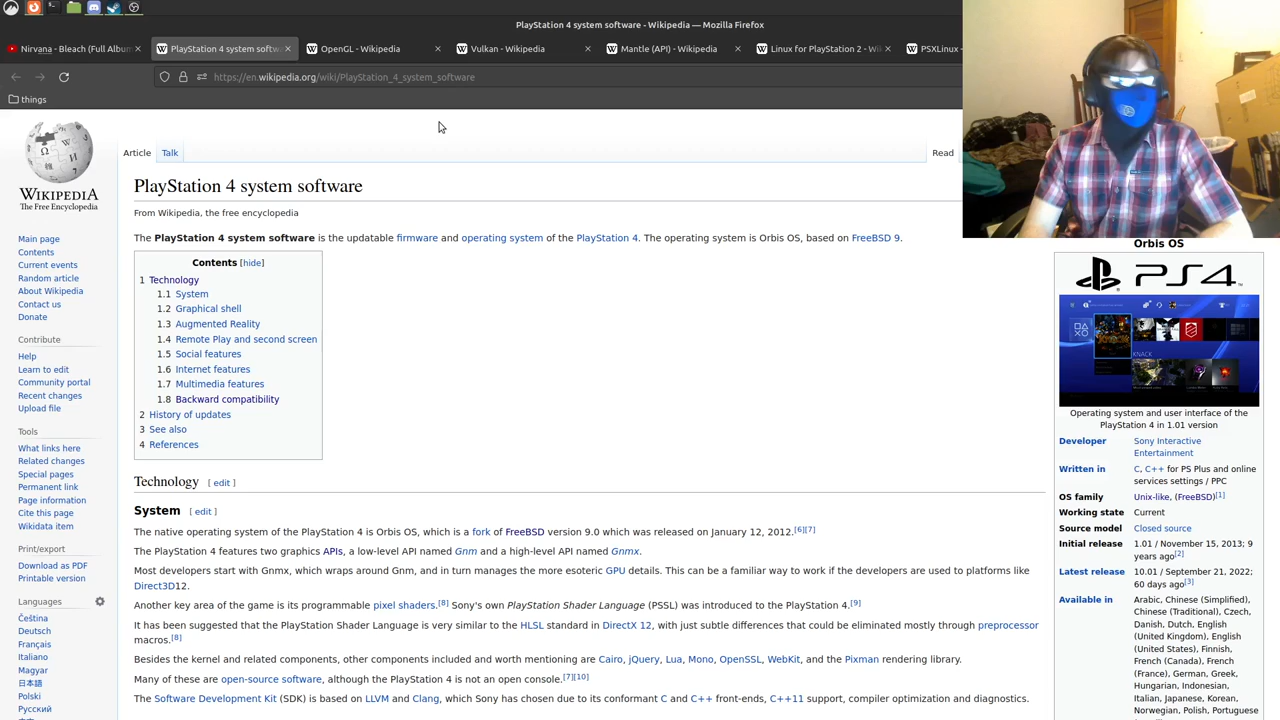 PlayStation 4 system software - Wikipedia — Mozilla Firefox
Nirvana - Bleach (Full Album
PlayStation 4 system softw
OpenGL - Wikipedia
Vulkan - Wikipedia
Mantle (API) - Wikipedia
Linux for PlayStation 2 - Wik
PSXLinux -
https://en.wikipedia.org/wiki/PlayStation_4_system_software
things
WIKIPEDIA
The Free Encyclopedia
Main page
Contents
Current events
Random article
About Wikipedia
Contact us
Donate
Contribute
Help
Learn to edit
Community portal
Recent changes
Upload file
Tools
What links here
Related changes
Special pages
Permanent link
Page information
Cite this page
Wikidata item
Print/export
Download as PDF
Printable version
Languages
Čeština
Deutsch
Français
Italiano
Magyar
日本語
Polski
Русский
Article Talk
Read
PlayStation 4 system software
From Wikipedia, the free encyclopedia
The PlayStation 4 system software is the updatable firmware and operating system of the PlayStation 4. The operating system is Orbis OS, based on FreeBSD 9.
Contents [hide]
1 Technology
1.1 System
1.2 Graphical shell
1.3 Augmented Reality
1.4 Remote Play and second screen
1.5 Social features
1.6 Internet features
1.7 Multimedia features
1.8 Backward compatibility
2 History of updates
3 See also
4 References
Technology [ edit ]
System [ edit ]
The native operating system of the PlayStation 4 is Orbis OS, which is a fork of FreeBSD version 9.0 which was released on January 12, 2012.[6][7]
The PlayStation 4 features two graphics APIs, a low-level API named Gnm and a high-level API named Gnmx.
Most developers start with Gnmx, which wraps around Gnm, and in turn manages the more esoteric GPU details. This can be a familiar way to work if the developers are used to platforms like
Direct3D12.
Another key area of the game is its programmable pixel shaders.[8] Sony's own PlayStation Shader Language (PSSL) was introduced to the PlayStation 4.[9]
It has been suggested that the PlayStation Shader Language is very similar to the HLSL standard in DirectX 12, with just subtle differences that could be eliminated mostly through preprocessor
macros.[8]
Besides the kernel and related components, other components included and worth mentioning are Cairo, jQuery, Lua, Mono, OpenSSL, WebKit, and the Pixman rendering library.
Many of these are open-source software, although the PlayStation 4 is not an open console.[7][10]
The Software Development Kit (SDK) is based on LLVM and Clang, which Sony has chosen due to its conformant C and C++ front-ends, C++11 support, compiler optimization and diagnostics.
Orbis OS
PS4
KNACK
Operating system and user interface of the
PlayStation 4 in 1.01 version
Developer Sony Interactive
Entertainment
Written in C, C++ for PS Plus and online
services settings / PPC
OS family Unix-like, (FreeBSD)[1]
Working state Current
Source model Closed source
Initial release 1.01 / November 15, 2013; 9
years ago[2]
Latest release 10.01 / September 21, 2022;
60 days ago[3]
Available in Arabic, Chinese (Simplified),
Chinese (Traditional), Czech,
Danish, Dutch, English
(United Kingdom), English
(United States), Finnish,
French (Canada), French
(France), German, Greek,
Hungarian, Indonesian,
Italian, Japanese, Korean,
Norwegian, Polish, Portuguese